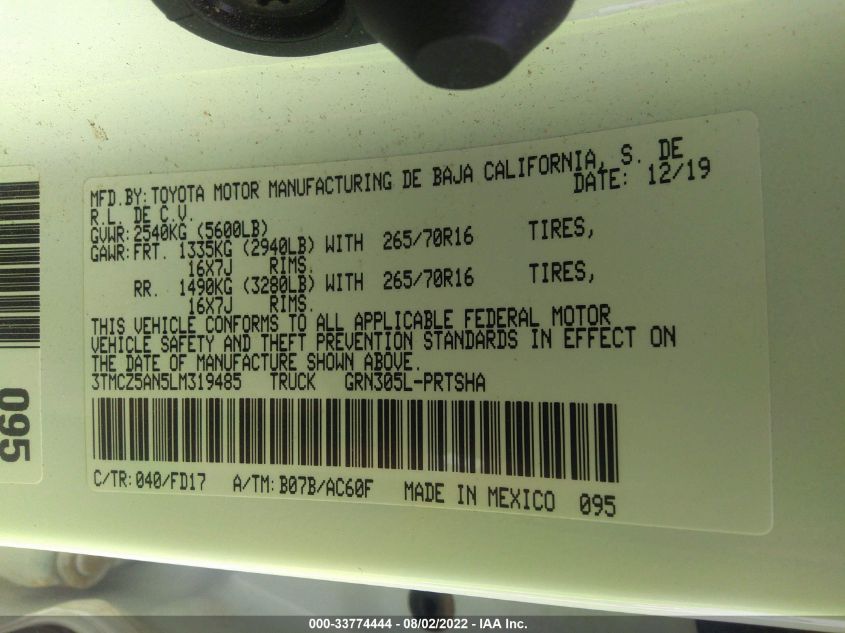 MFD.BY:TOYOTA MOTOR MANUFACTURING DE BAJA CALIFORNIA, S. DE
R.L. DE C.V. DATE: 12/19
GVWR:2540KG (5600LB)
GAWR:FRT. 1335KG (2940LB) WITH 265/70R16 TIRES,
16X7J RIMS.
RR. 1490KG (3280LB) WITH 265/70R16 TIRES,
16X7J RIMS.
THIS VEHICLE CONFORMS TO ALL APPLICABLE FEDERAL MOTOR
VEHICLE SAFETY AND THEFT PREVENTION STANDARDS IN EFFECT ON
THE DATE OF MANUFACTURE SHOWN ABOVE.
3TMCZ5AN5LM319485 TRUCK GRN305L-PRTSHA
C/TR:040/FD17 A/TM:B07B/AC60F MADE IN MEXICO 095
095
000-33774444 - 08/02/2022 - IAA Inc.